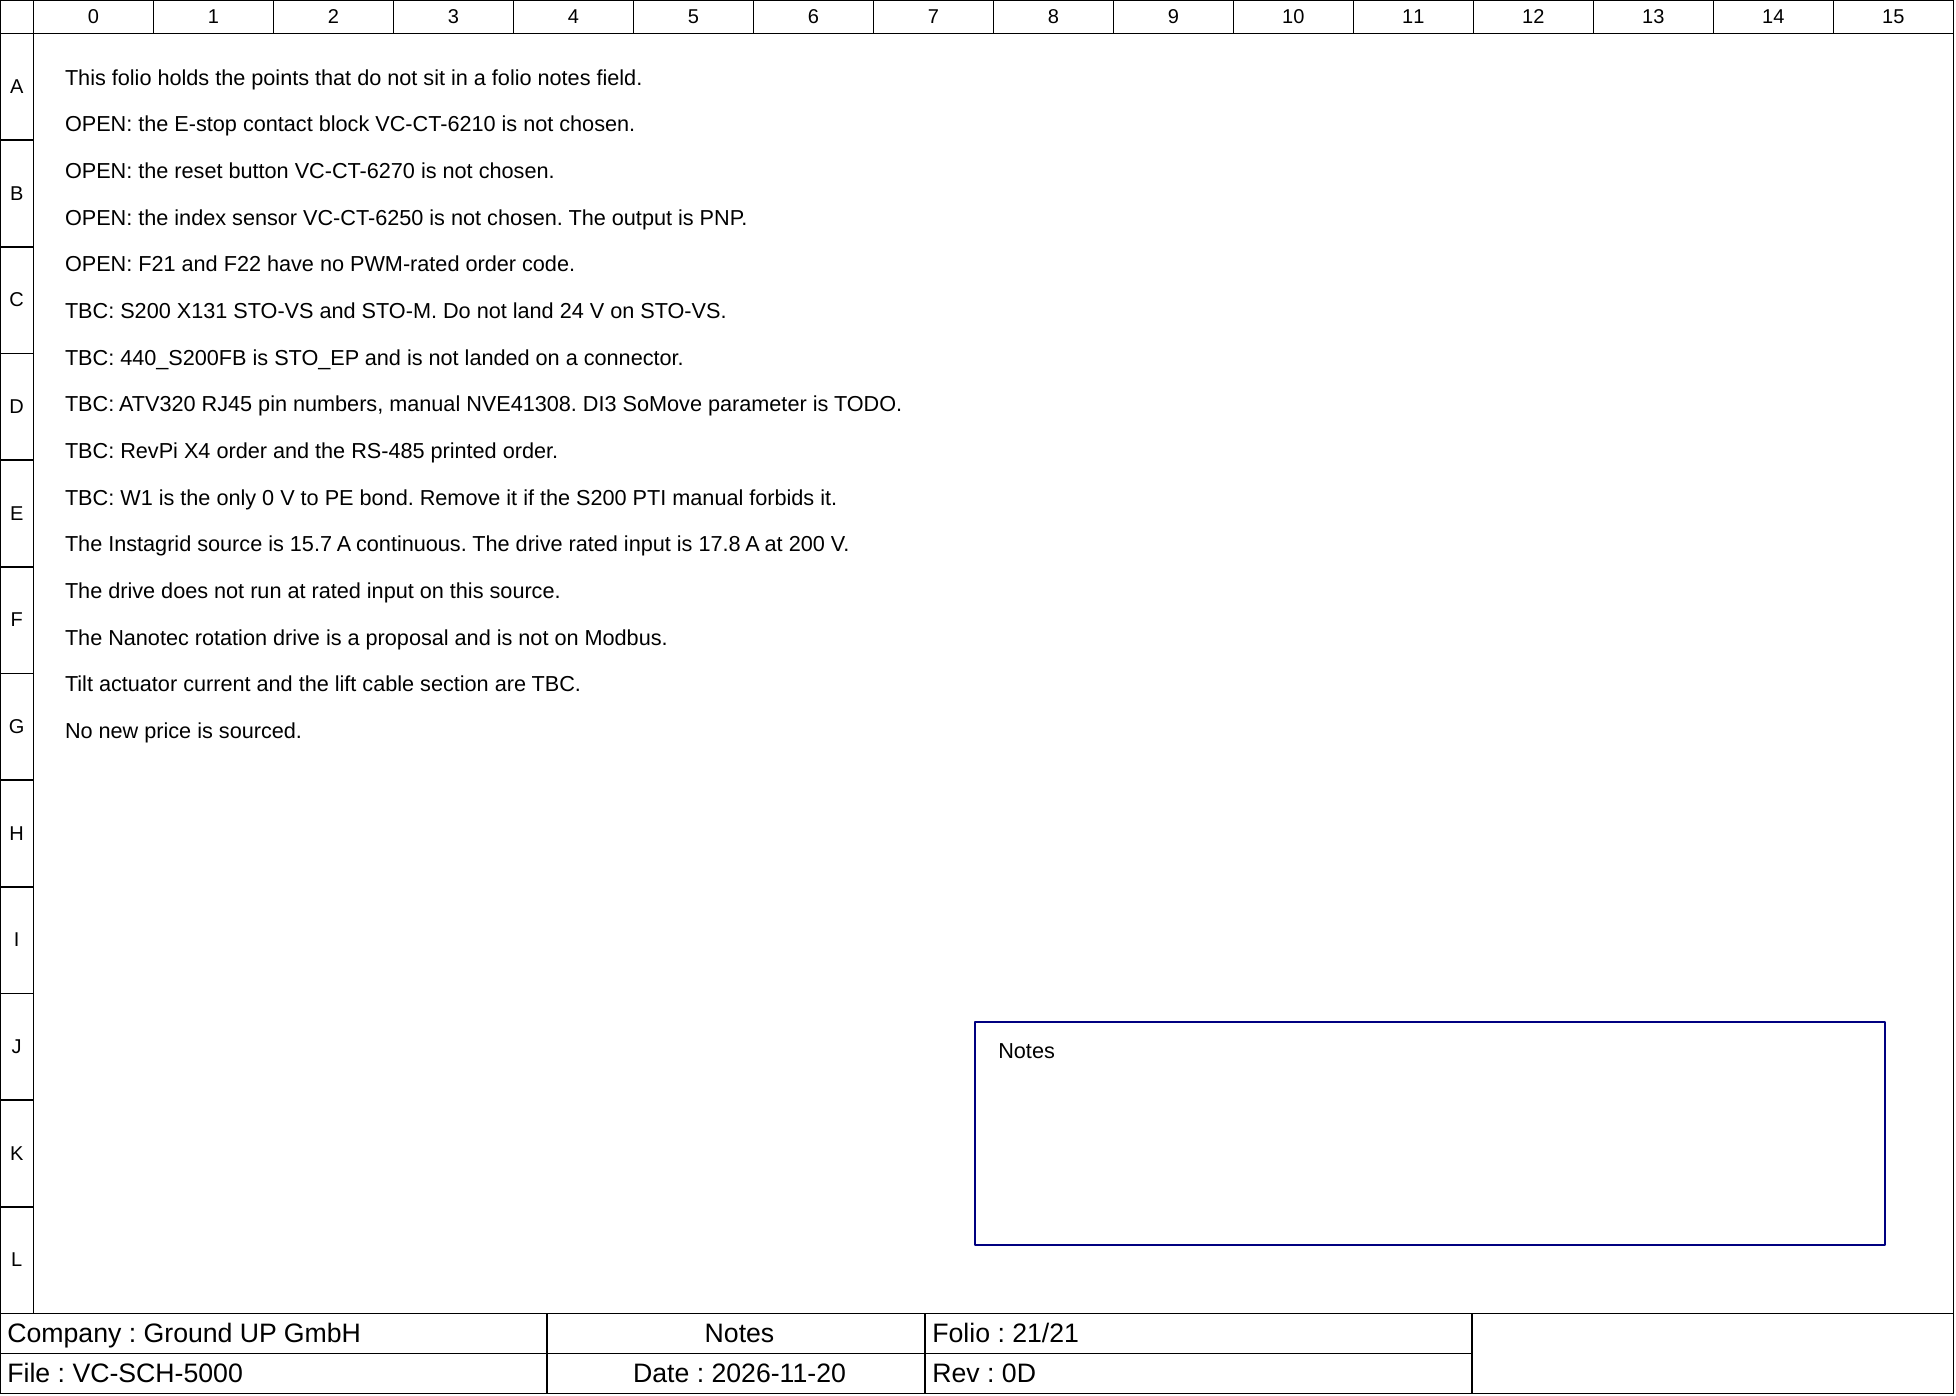 0 1 2 3 4 5 6 7 8 9 10 11 12 13 14 15
A
This folio holds the points that do not sit in a folio notes field.
OPEN: the E-stop contact block VC-CT-6210 is not chosen.
OPEN: the reset button VC-CT-6270 is not chosen.
B
OPEN: the index sensor VC-CT-6250 is not chosen. The output is PNP.
OPEN: F21 and F22 have no PWM-rated order code.
C
TBC: S200 X131 STO-VS and STO-M. Do not land 24 V on STO-VS.
TBC: 440_S200FB is STO_EP and is not landed on a connector.
D
TBC: ATV320 RJ45 pin numbers, manual NVE41308. DI3 SoMove parameter is TODO.
TBC: RevPi X4 order and the RS-485 printed order.
TBC: W1 is the only 0 V to PE bond. Remove it if the S200 PTI manual forbids it.
E
The Instagrid source is 15.7 A continuous. The drive rated input is 17.8 A at 200 V.
The drive does not run at rated input on this source.
F
The Nanotec rotation drive is a proposal and is not on Modbus.
Tilt actuator current and the lift cable section are TBC.
G
No new price is sourced.
H
I
J
Notes
K
L
Company : Ground UP GmbH
Notes
Folio : 21/21
File : VC-SCH-5000
Date : 2026-11-20
Rev : 0D